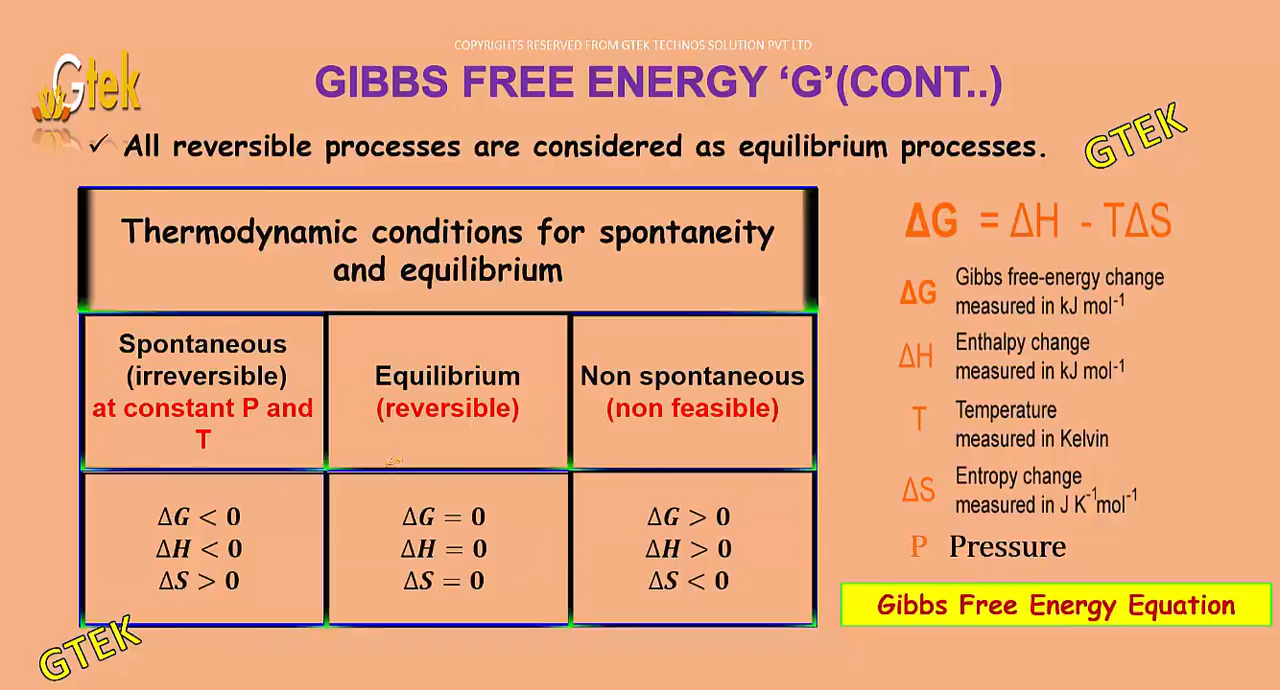 COPYRIGHTS RESERVED FROM GTEK TECHNOS SOLUTION PVT LTD
Gtek
GIBBS FREE ENERGY ‘G’(CONT..)
✓ All reversible processes are considered as equilibrium processes.
GTEK
Thermodynamic conditions for spontaneity
and equilibrium
Spontaneous
(irreversible)
at constant P and
T
Equilibrium
(reversible)
Non spontaneous
(non feasible)
ΔG < 0
ΔH < 0
ΔS > 0
ΔG = 0
ΔH = 0
ΔS = 0
ΔG > 0
ΔH > 0
ΔS < 0
ΔG = ΔH - TΔS
ΔG Gibbs free-energy change
measured in kJ mol⁻¹
ΔH Enthalpy change
measured in kJ mol⁻¹
T Temperature
measured in Kelvin
ΔS Entropy change
measured in J K⁻¹mol⁻¹
P Pressure
Gibbs Free Energy Equation
GTEK